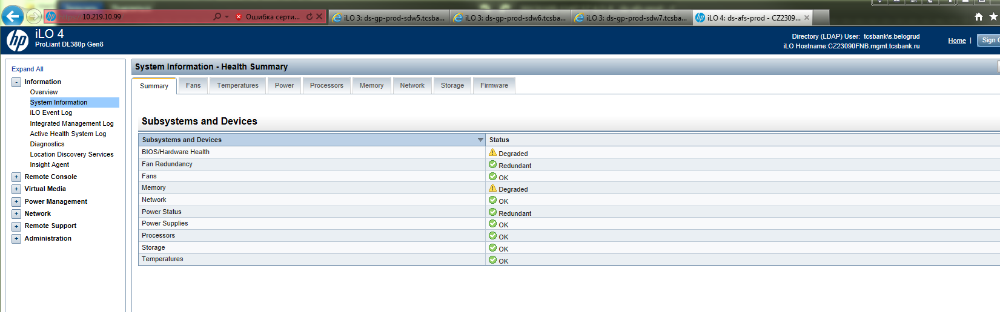 https://10.219.10.99
Ошибка серти...
iLO 3: ds-gp-prod-sdw5.tcsba...
iLO 3: ds-gp-prod-sdw6.tcsba...
iLO 3: ds-gp-prod-sdw7.tcsba...
iLO 4: ds-afs-prod - CZ2309...
hp
iLO 4
ProLiant DL380p Gen8
Directory (LDAP) User: tcsbank\s.belogrud
iLO Hostname:CZ23090FNB.mgmt.tcsbank.ru
Home |
Sign
Expand All
Information
Overview
System Information
iLO Event Log
Integrated Management Log
Active Health System Log
Diagnostics
Location Discovery Services
Insight Agent
Remote Console
Virtual Media
Power Management
Network
Remote Support
Administration
System Information - Health Summary
Summary Fans Temperatures Power Processors Memory Network Storage Firmware
Subsystems and Devices
Subsystems and Devices Status
BIOS/Hardware Health Degraded
Fan Redundancy Redundant
Fans OK
Memory Degraded
Network OK
Power Status Redundant
Power Supplies OK
Processors OK
Storage OK
Temperatures OK